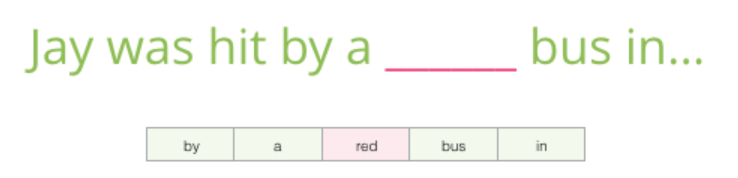 Jay was hit by a ______ bus in...
by a red bus in